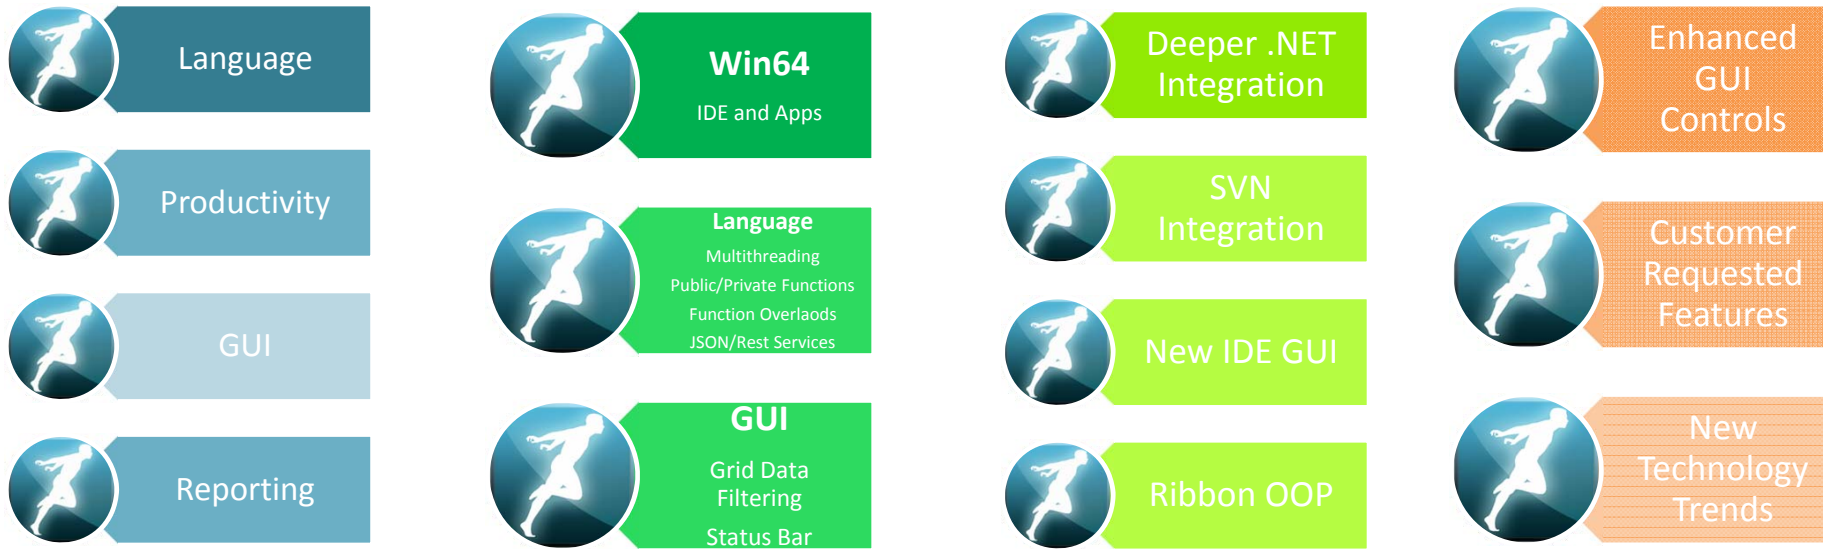 Language
Productivity
GUI
Reporting
Win64
IDE and Apps
Language
Multithreading
Public/Private Functions
Function Overlaods
JSON/Rest Services
GUI
Grid Data
Filtering
Status Bar
Deeper .NET
Integration
SVN
Integration
New IDE GUI
Ribbon OOP
Enhanced
GUI
Controls
Customer
Requested
Features
New
Technology
Trends